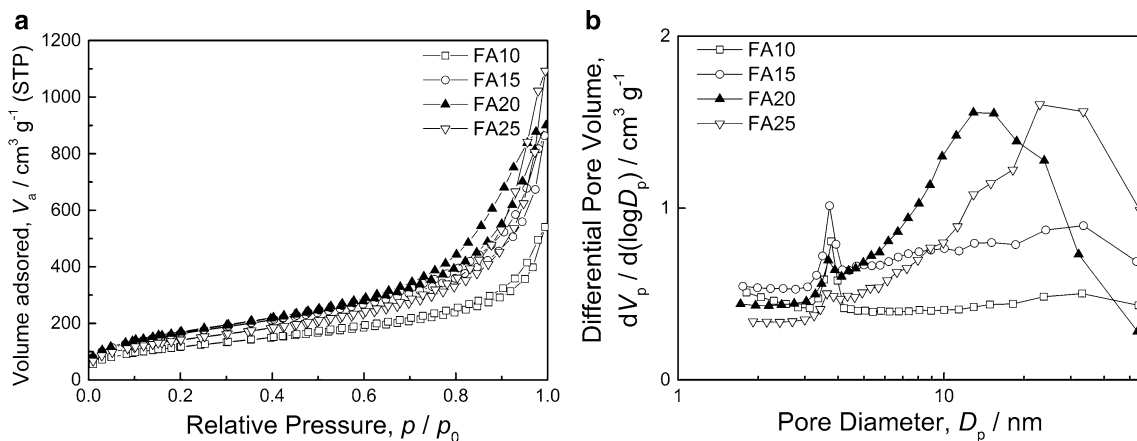 a
1200
1000
800
600
400
200
0
Volume adsored, Va / cm3 g-1 (STP)
FA10
FA15
FA20
FA25
0.0 0.2 0.4 0.6 0.8 1.0
Relative Pressure, p / p0
b
2
1
0
Differential Pore Volume,
dVp / d(logDp) / cm3 g-1
FA10
FA15
FA20
FA25
1 10
Pore Diameter, Dp / nm